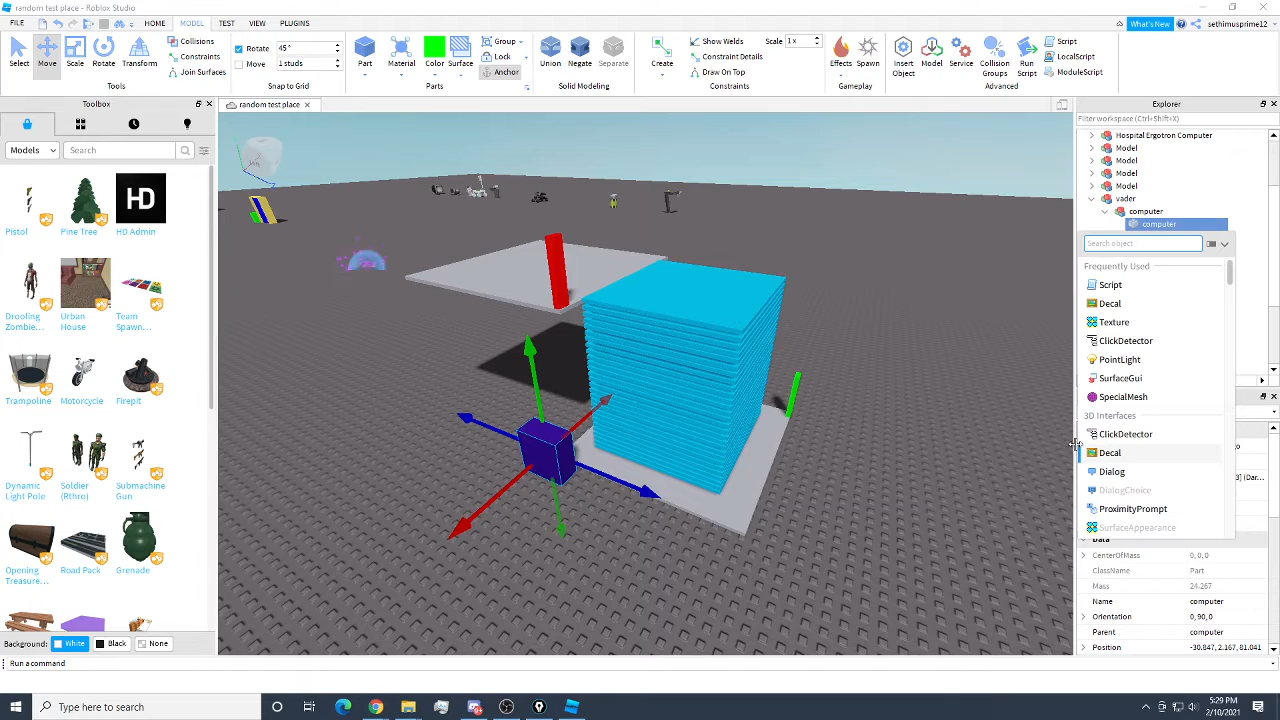 random test place - Roblox Studio
FILE
HOME
MODEL
TEST
VIEW
PLUGINS
What's New
sethimusprime12
Select
Move
Scale
Rotate
Transform
Collisions
Constraints
Join Surfaces
Tools
Rotate
45 °
Move
1 studs
Snap to Grid
Part
Material
Color
Surface
Group
Lock
Anchor
Parts
Union
Negate
Separate
Solid Modeling
Create
Show Welds
Scale
1 x
Constraint Details
Draw On Top
Constraints
Effects
Spawn
Gameplay
Insert
Object
Model
Service
Collision
Groups
Run
Script
Script
LocalScript
ModuleScript
Advanced
Toolbox
random test place
Models
Search
Pistol
Pine Tree
HD
HD Admin
Drooling
Zombie...
Urban
House
Team
Spawn...
Trampoline
Motorcycle
Firepit
Dynamic
Light Pole
Soldier
(Rthro)
Submachine
Gun
Opening
Treasure...
Road Pack
Grenade
Background:
White
Black
None
Run a command
Explorer
Filter workspace (Ctrl+Shift+X)
Hospital Ergotron Computer
Model
Model
Model
Model
vader
computer
computer
Search object
Frequently Used
Script
Decal
Texture
ClickDetector
PointLight
SurfaceGui
SpecialMesh
3D Interfaces
ClickDetector
Decal
Dialog
DialogChoice
ProximityPrompt
SurfaceAppearance
] (Dar...
Data
CenterOfMass
0, 0, 0
ClassName
Part
Mass
24.267
Name
computer
Orientation
0, 90, 0
Parent
computer
Position
-30.847, 2.167, 81.041
Type here to search
5:29 PM
2/10/2021